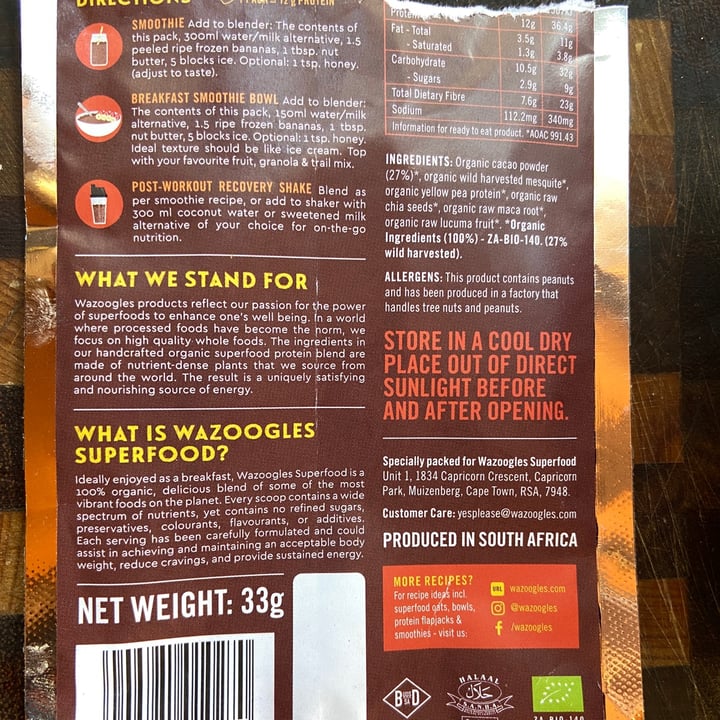 DIRECTIONS
1 PACK = 12 g PROTEIN
SMOOTHIE Add to blender: The contents of
this pack, 300ml water/milk alternative, 1.5
peeled ripe frozen bananas, 1 tbsp. nut
butter, 5 blocks ice. Optional: 1 tsp. honey.
(adjust to taste).
BREAKFAST SMOOTHIE BOWL Add to blender:
The contents of this pack, 150ml water/milk
alternative, 1.5 ripe frozen bananas, 1 tbsp.
nut butter, 5 blocks ice. Optional: 1 tsp. honey.
Ideal texture should be like ice cream. Top
with your favourite fruit, granola & trail mix.
POST-WORKOUT RECOVERY SHAKE Blend as
per smoothie recipe, or add to shaker with
300 ml coconut water or sweetened milk
alternative of your choice for on-the-go
nutrition.
WHAT WE STAND FOR
Wazoogles products reflect our passion for the power
of superfoods to enhance one's well being. In a world
where processed foods have become the norm, we
focus on high quality whole foods. The ingredients in
our handcrafted organic superfood protein blend are
made of nutrient-dense plants that we source from
around the world. The result is a uniquely satisfying
and nourishing source of energy.
WHAT IS WAZOOGLES
SUPERFOOD?
Ideally enjoyed as a breakfast, Wazoogles Superfood is a
100% organic, delicious blend of some of the most
vibrant foods on the planet. Every scoop contains a wide
spectrum of nutrients, yet contains no refined sugars,
preservatives, colourants, flavourants, or additives.
Each serving has been carefully formulated and could
assist in achieving and maintaining an acceptable body
weight, reduce cravings, and provide sustained energy.
NET WEIGHT: 33g
Protein 12g 36.4g
Fat - Total 3.5g 11g
- Saturated 1.3g 3.8g
Carbohydrate 10.5g 32g
- Sugars 2.9g 9g
Total Dietary Fibre 7.6g 23g
Sodium 112.2mg 340mg
Information for ready to eat product. *AOAC 991.43
INGREDIENTS: Organic cacao powder
(27%)*, organic wild harvested mesquite*,
organic yellow pea protein*, organic raw
chia seeds*, organic raw maca root*,
organic raw lucuma fruit*. *Organic
Ingredients (100%) - ZA-BIO-140. (27%
wild harvested).
ALLERGENS: This product contains peanuts
and has been produced in a factory that
handles tree nuts and peanuts.
STORE IN A COOL DRY
PLACE OUT OF DIRECT
SUNLIGHT BEFORE
AND AFTER OPENING.
Specially packed for Wazoogles Superfood
Unit 1, 1834 Capricorn Crescent, Capricorn
Park, Muizenberg, Cape Town, RSA, 7948.
Customer Care: yesplease@wazoogles.com
PRODUCED IN SOUTH AFRICA
MORE RECIPES?
For recipe ideas incl.
superfood oats, bowls,
protein flapjacks &
smoothies - visit us:
URL wazoogles.com
@wazoogles
/wazoogles
B&D
HALAAL
حلال
S.A.N.H.A.
ZA-BIO-140